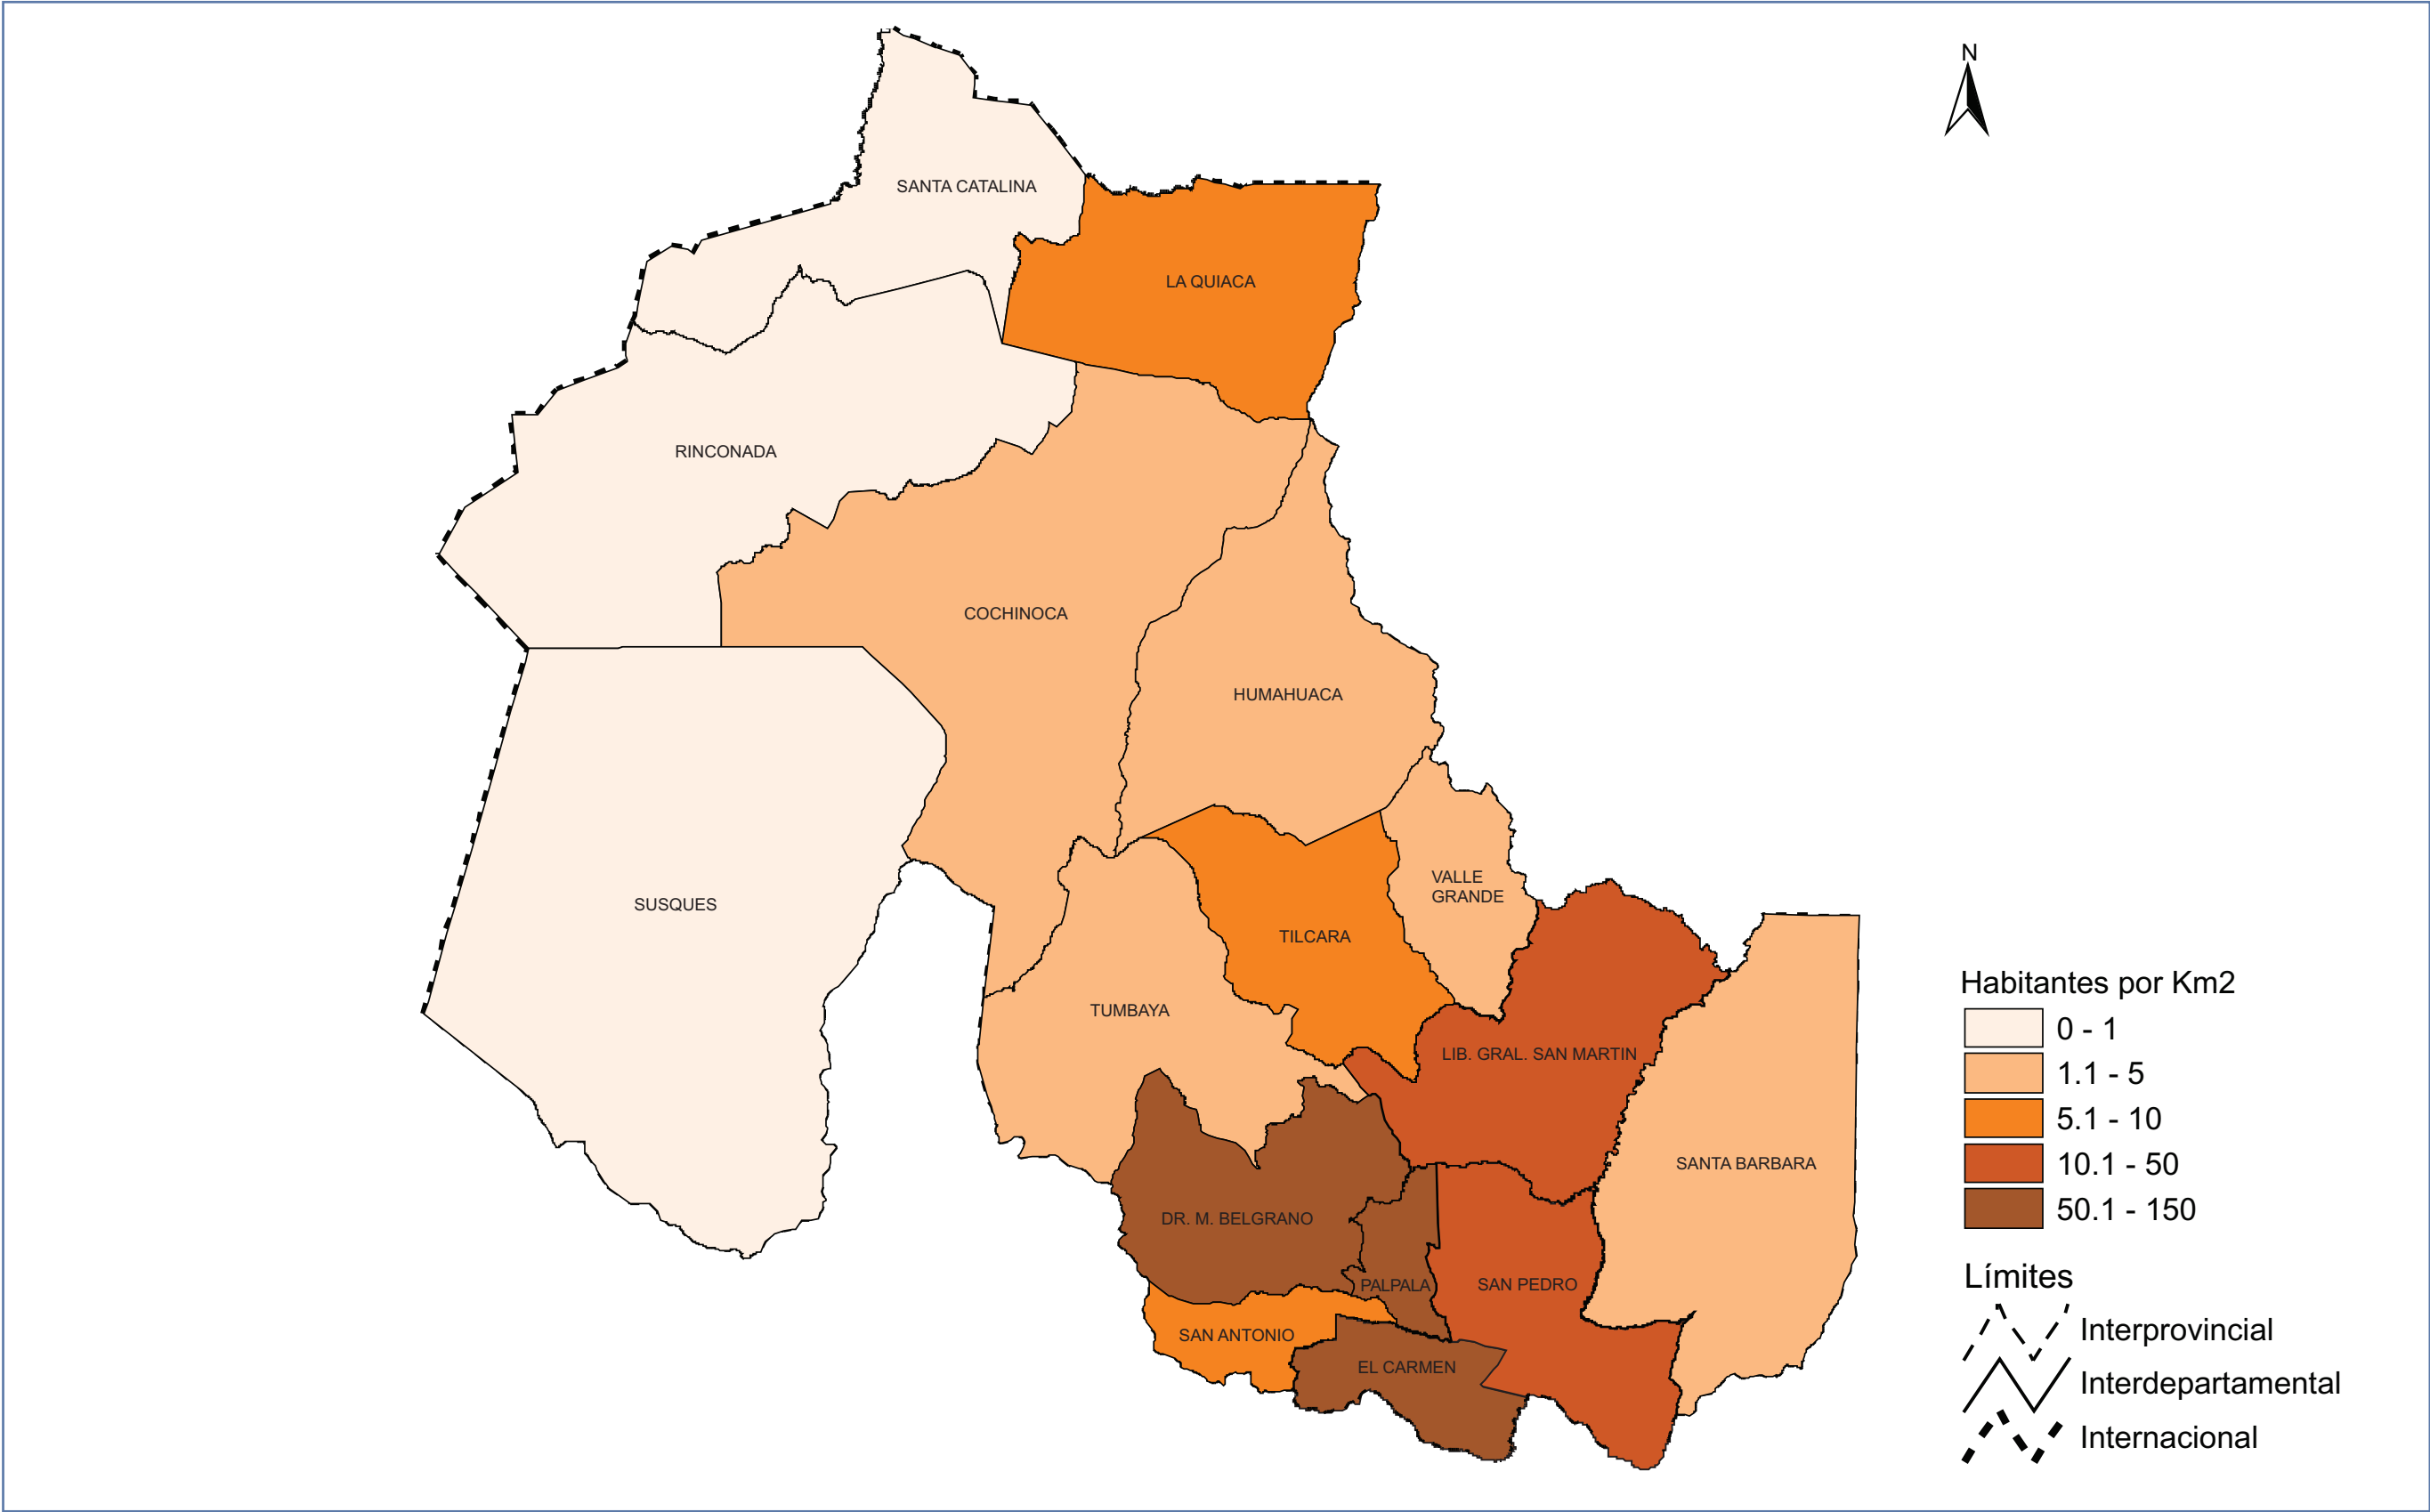 N
SANTA CATALINA
LA QUIACA
RINCONADA
COCHINOCA
HUMAHUACA
VALLE
GRANDE
SUSQUES
TILCARA
TUMBAYA
LIB. GRAL. SAN MARTIN
SANTA BARBARA
DR. M. BELGRANO
PALPALA
SAN PEDRO
SAN ANTONIO
EL CARMEN
Habitantes por Km2
0 - 1
1.1 - 5
5.1 - 10
10.1 - 50
50.1 - 150
Límites
Interprovincial
Interdepartamental
Internacional